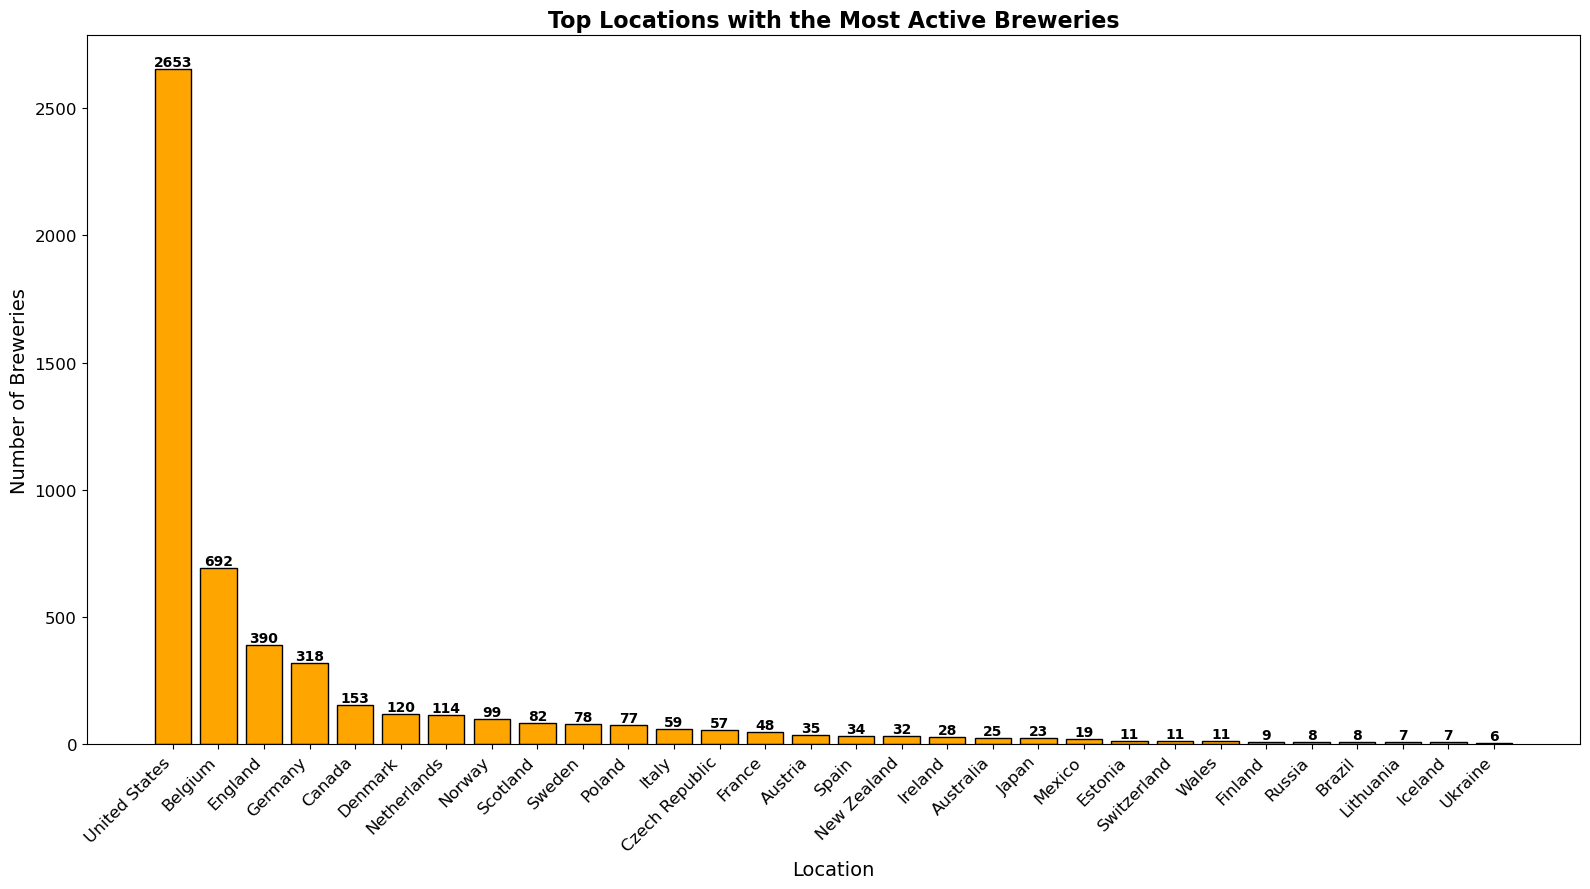 Top Locations with the Most Active Breweries
Number of Breweries
2500
2000
1500
1000
500
0
2653
692
390
318
153
120
114
99
82
78
77
59
57
48
35
34
32
28
25
23
19
11
11
11
9
8
8
7
7
6
United States
Belgium
England
Germany
Canada
Denmark
Netherlands
Norway
Scotland
Sweden
Poland
Italy
Czech Republic
France
Austria
Spain
New Zealand
Ireland
Australia
Japan
Mexico
Estonia
Switzerland
Wales
Finland
Russia
Brazil
Lithuania
Iceland
Ukraine
Location